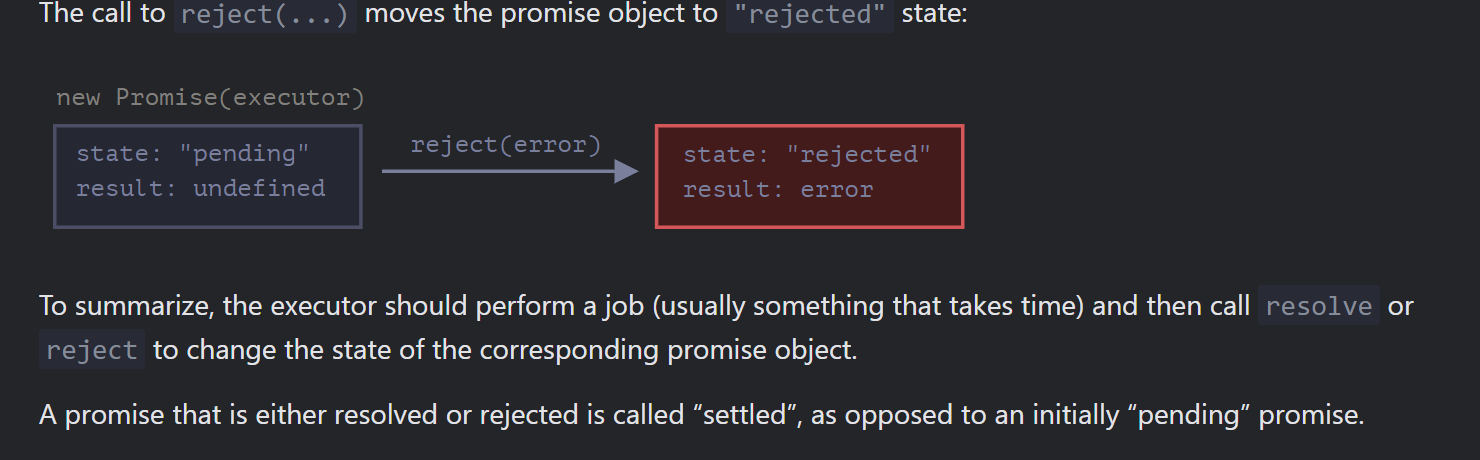 The call to reject(...) moves the promise object to "rejected" state:
new Promise(executor)
state: "pending"
result: undefined
reject(error)
state: "rejected"
result: error
To summarize, the executor should perform a job (usually something that takes time) and then call resolve or
reject to change the state of the corresponding promise object.
A promise that is either resolved or rejected is called “settled”, as opposed to an initially “pending” promise.